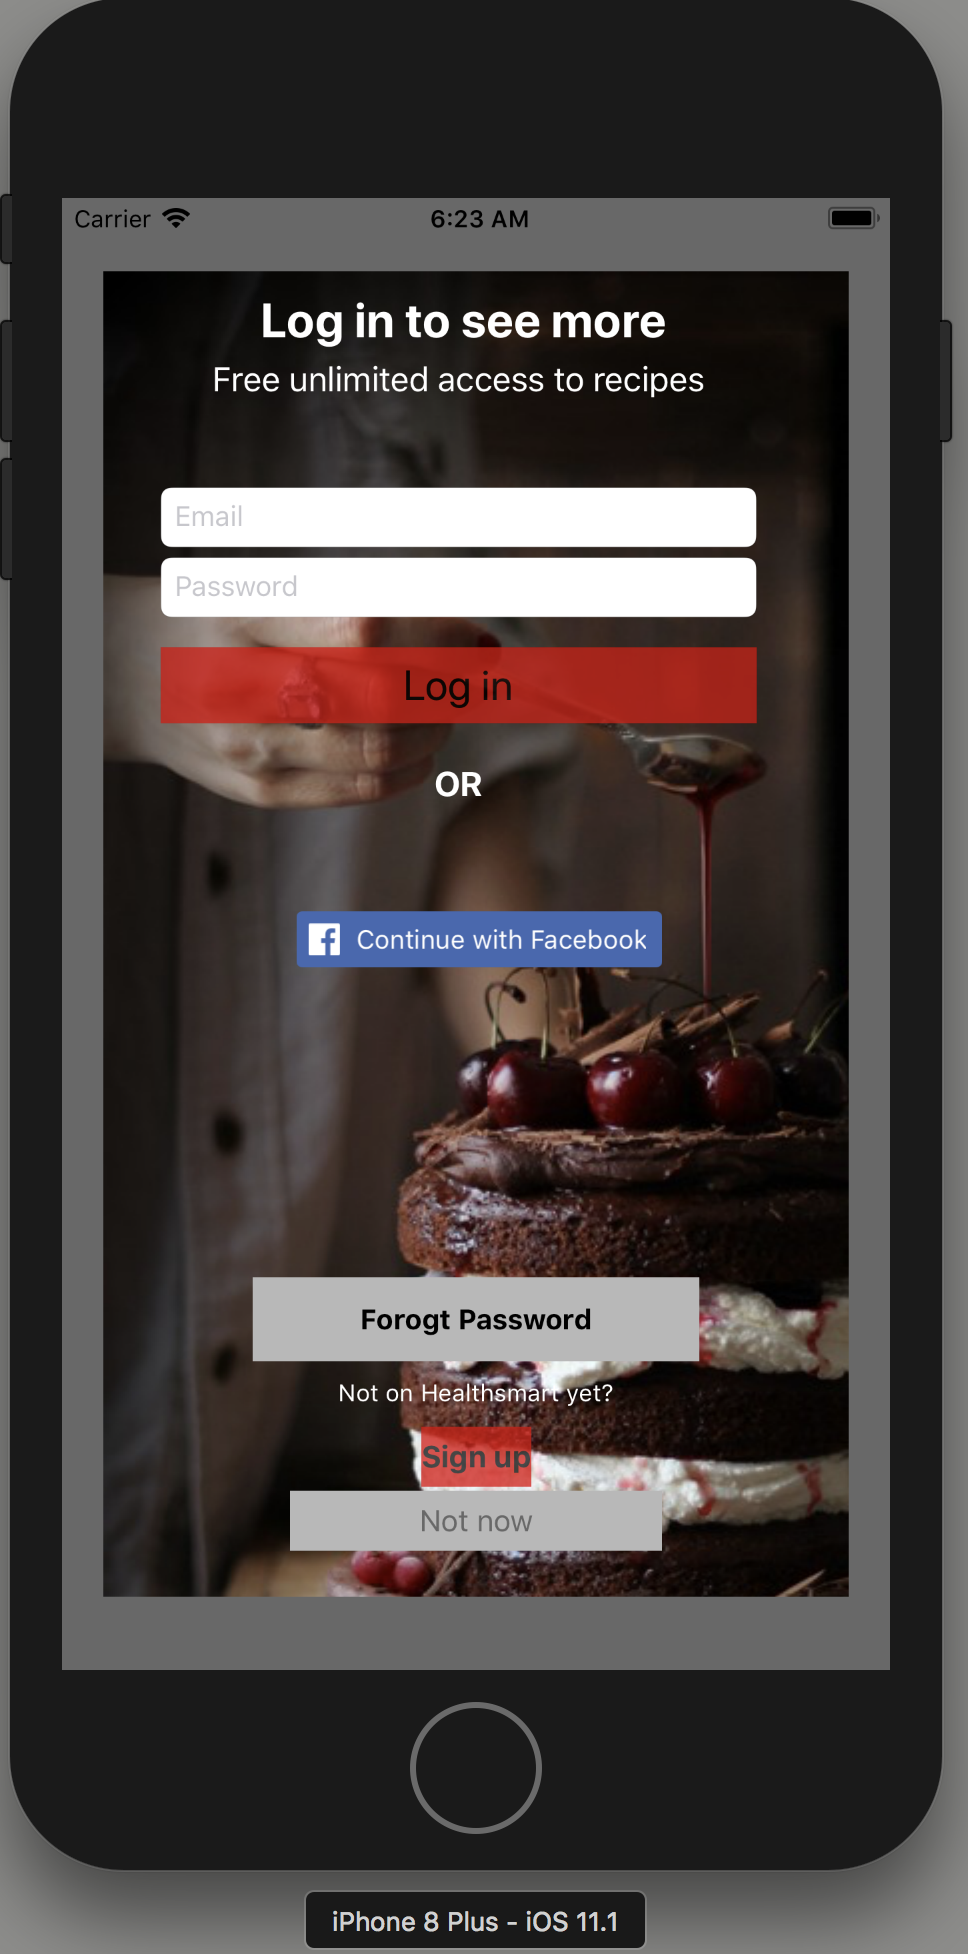 Carrier 6:23 AM
Log in to see more
Free unlimited access to recipes
Email
Password
Log in
OR
Continue with Facebook
Forogt Password
Not on Healthsmart yet?
Sign up
Not now
iPhone 8 Plus - iOS 11.1